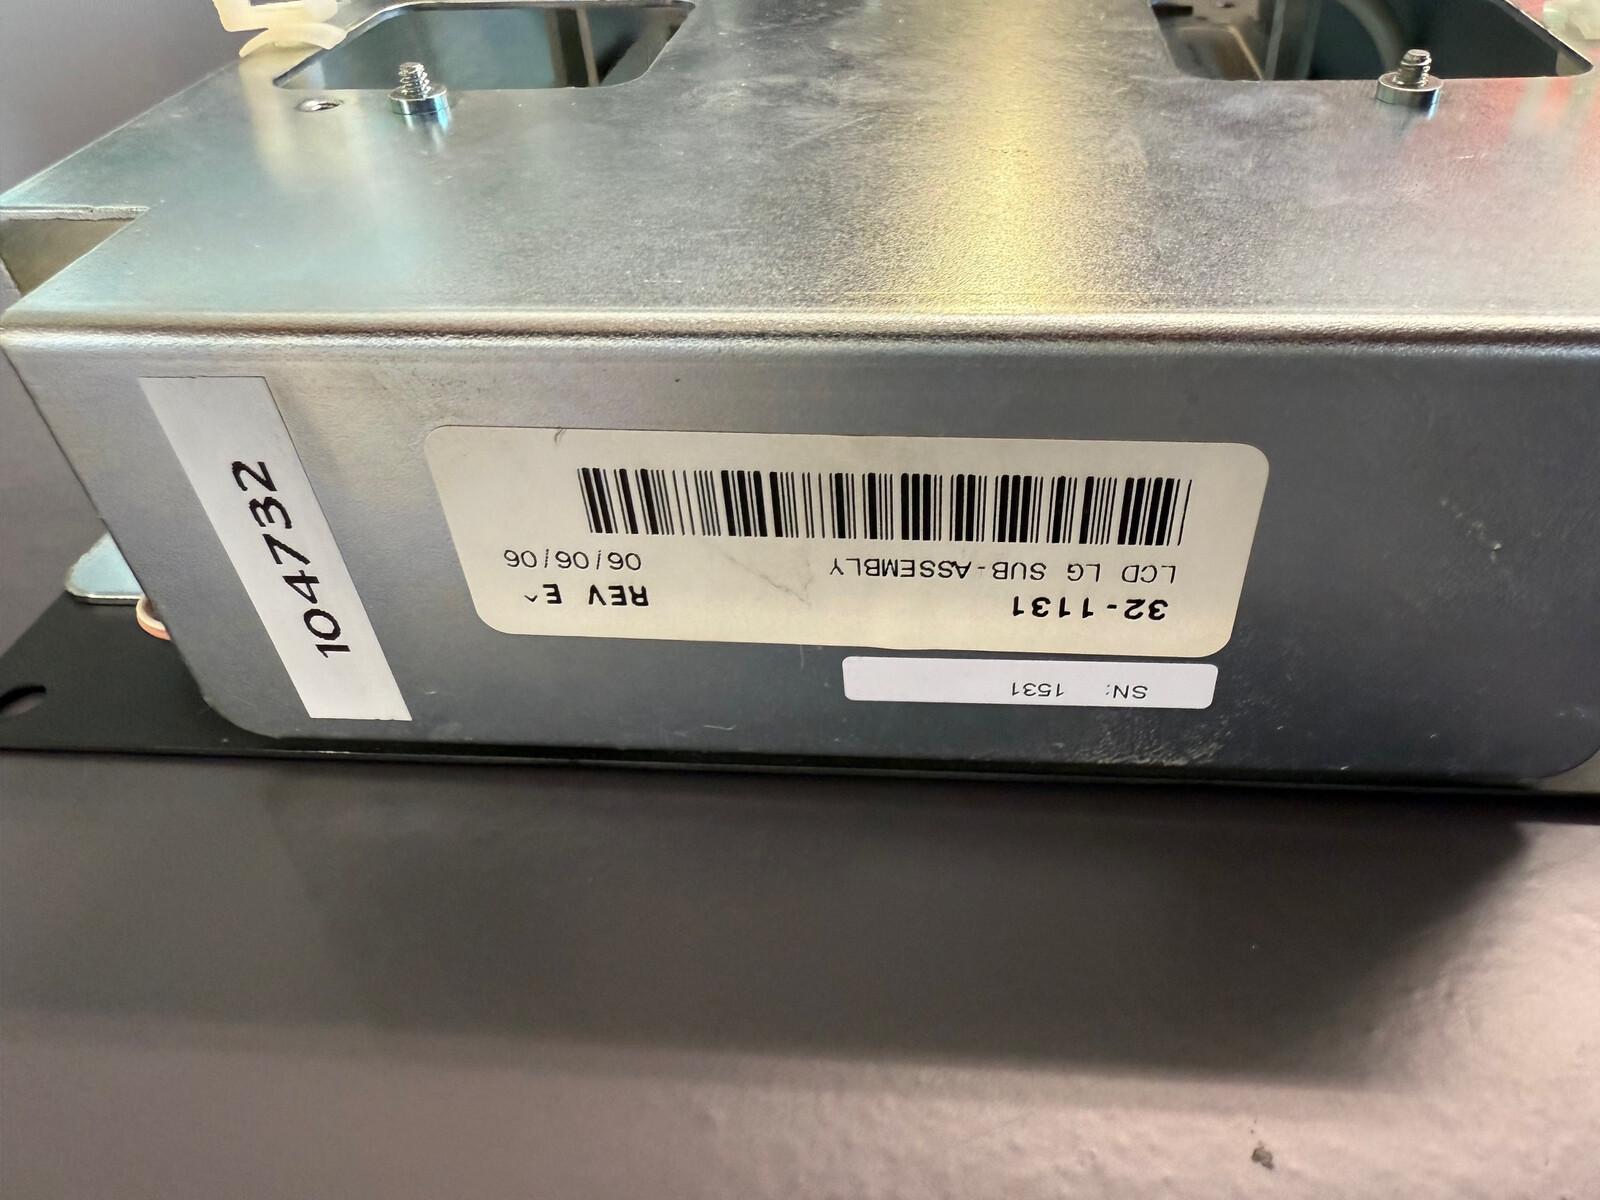 32-1131 REV E^
LCD LG SUB-ASSEMBLY 06/06/06
SN: 1531
104732